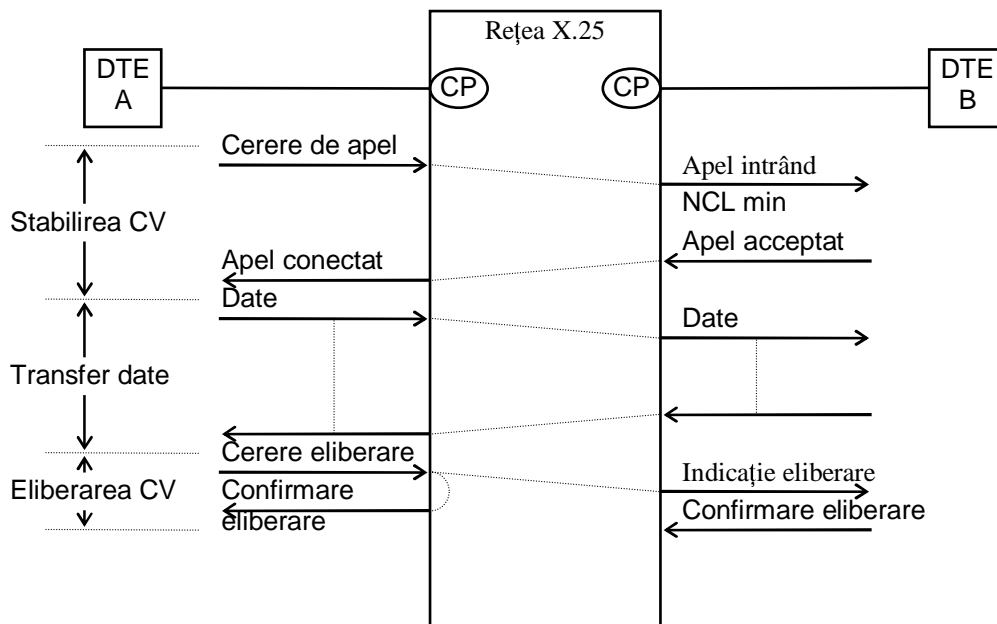 Rețea X.25
DTE
A
CP
CP
DTE
B
Cerere de apel
Apel intrând
NCL min
Stabilirea CV
Apel acceptat
Apel conectat
Date
Date
Transfer date
Cerere eliberare
Indicație eliberare
Eliberarea CV
Confirmare
eliberare
Confirmare eliberare